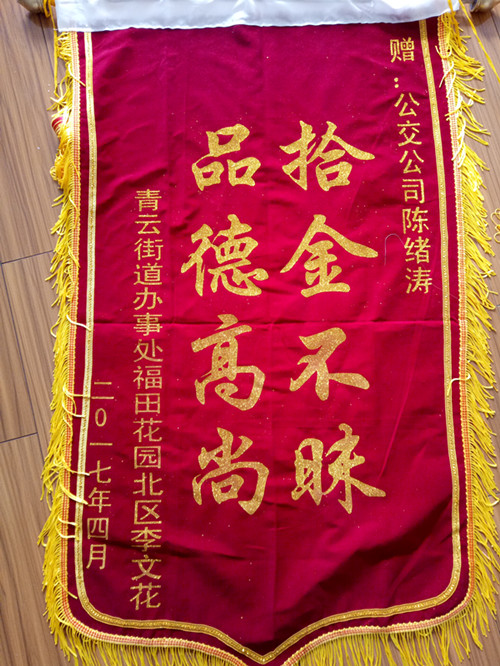 赠：公交公司陈绪涛
拾金不昧
品德高尚
青云街道办事处福田花园北区李文花
二0一七年四月